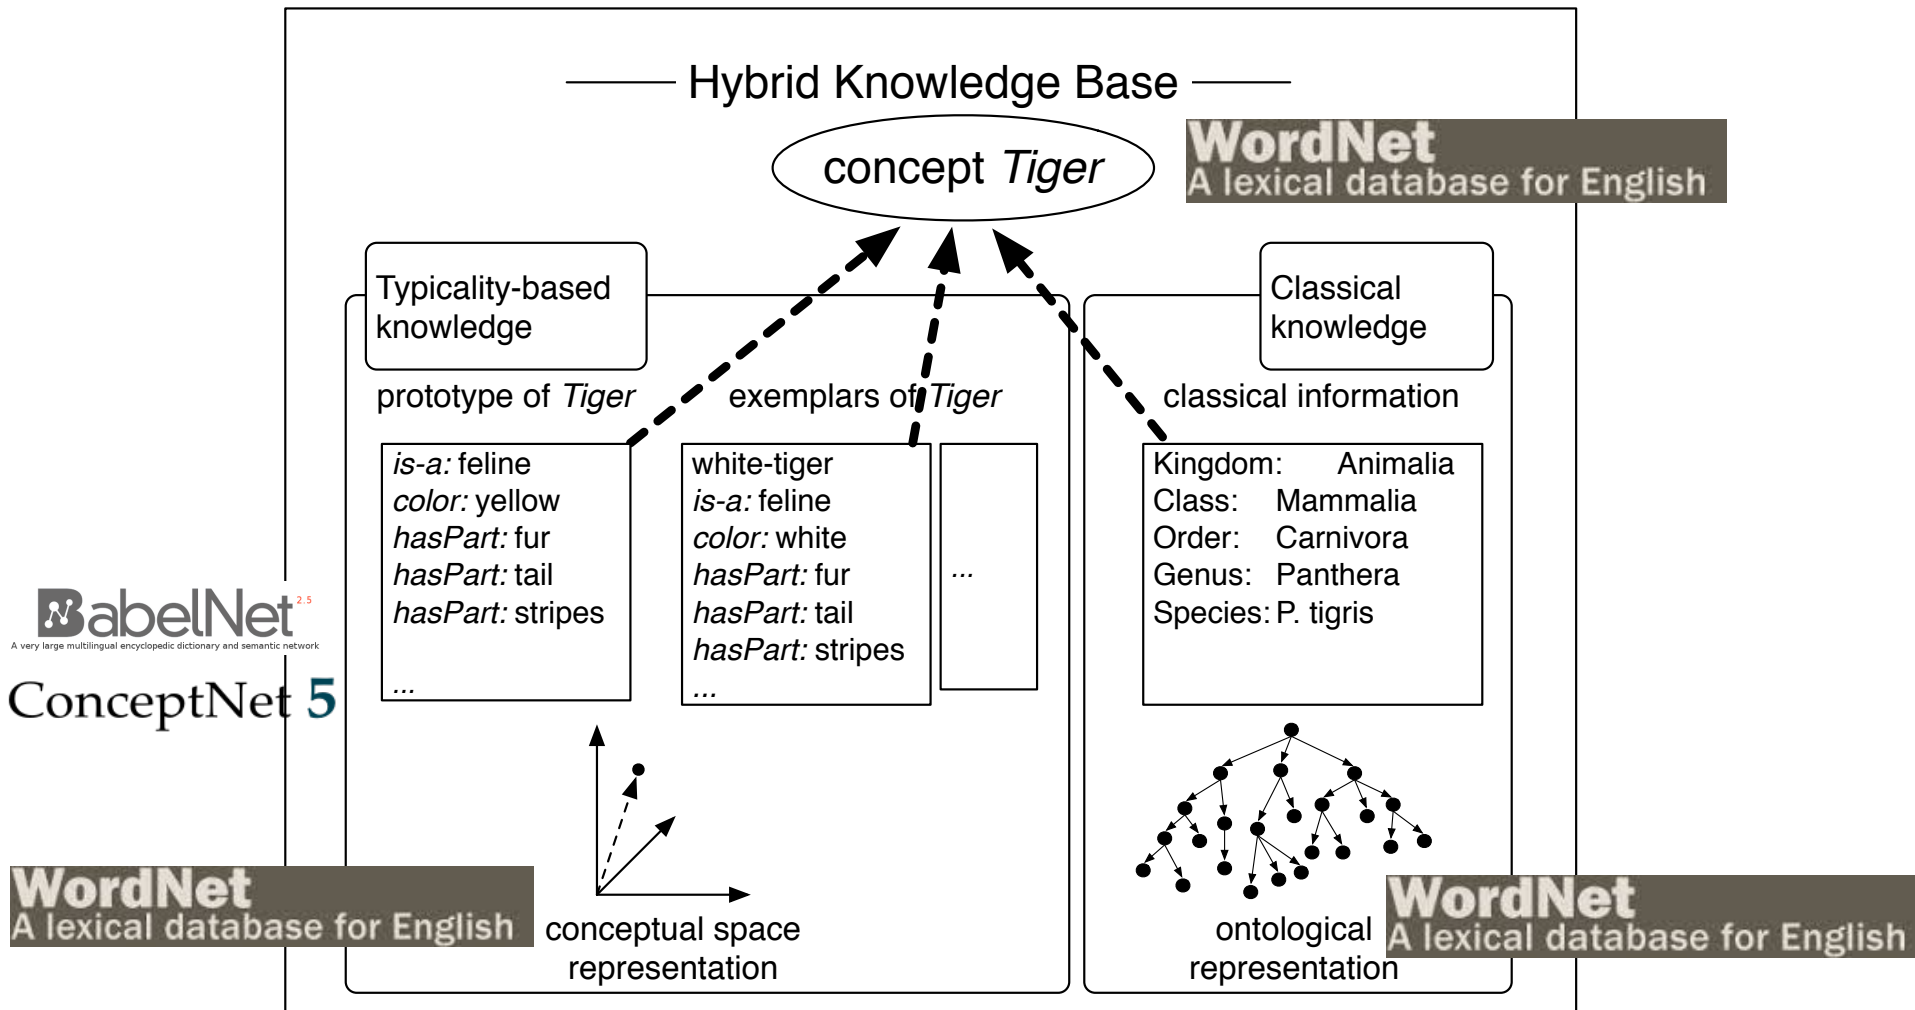 Hybrid Knowledge Base
concept Tiger
WordNet
A lexical database for English
Typicality-based
knowledge
Classical
knowledge
prototype of Tiger
exemplars of Tiger
classical information
is-a: feline
color: yellow
hasPart: fur
hasPart: tail
hasPart: stripes
...
white-tiger
is-a: feline
color: white
hasPart: fur
hasPart: tail
hasPart: stripes
...
...
Kingdom: Animalia
Class: Mammalia
Order: Carnivora
Genus: Panthera
Species: P. tigris
BabelNet 2.5
A very large multilingual encyclopedic dictionary and semantic network
ConceptNet 5
WordNet
A lexical database for English
conceptual space
representation
ontological
representation
WordNet
A lexical database for English